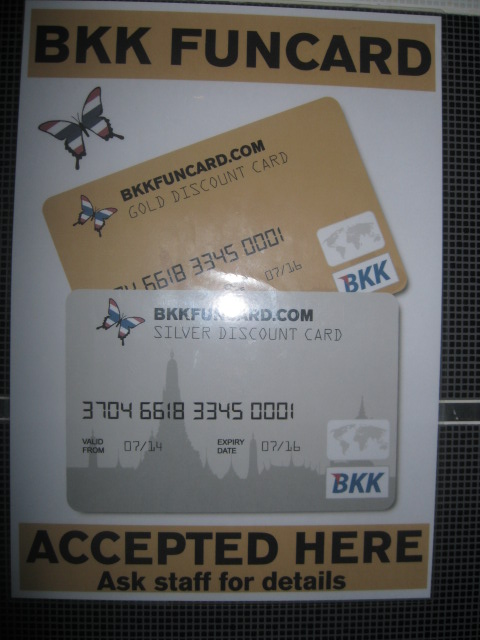 BKK FUNCARD
BKKFUNCARD.COM
GOLD DISCOUNT CARD
6618 3345 0001
07/16
BKK
BKKFUNCARD.COM
SILVER DISCOUNT CARD
3704 6618 3345 0001
VALID FROM 07/14 EXPIRY DATE 07/16
BKK
ACCEPTED HERE
Ask staff for details